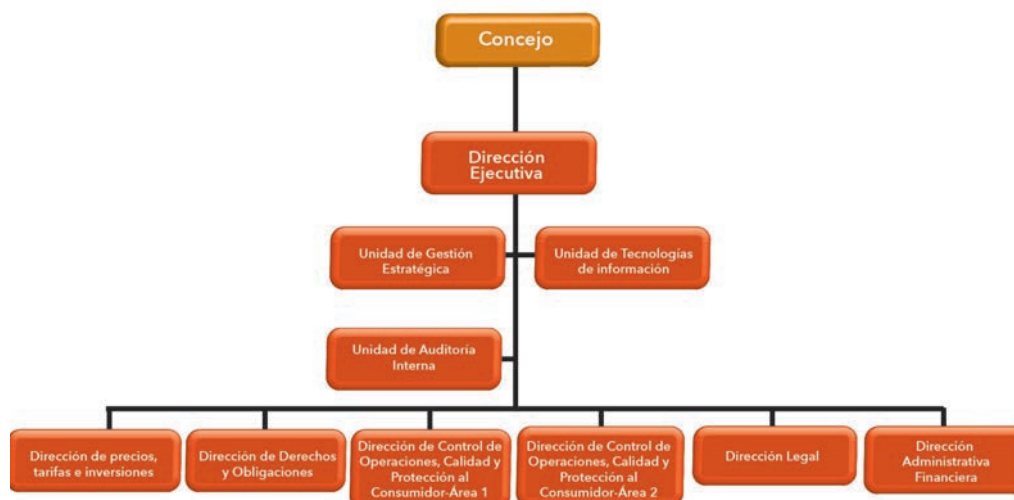 Concejo
Dirección
Ejecutiva
Unidad de Gestión
Estratégica
Unidad de Tecnologías
de información
Unidad de Auditoría
Interna
Dirección de precios,
tarifas e inversiones
Dirección de Derechos
y Obligaciones
Dirección de Control de
Operaciones, Calidad y
Protección al
Consumidor-Área 1
Dirección de Control de
Operaciones, Calidad y
Protección al
Consumidor-Área 2
Dirección Legal
Dirección
Administrativa
Financiera